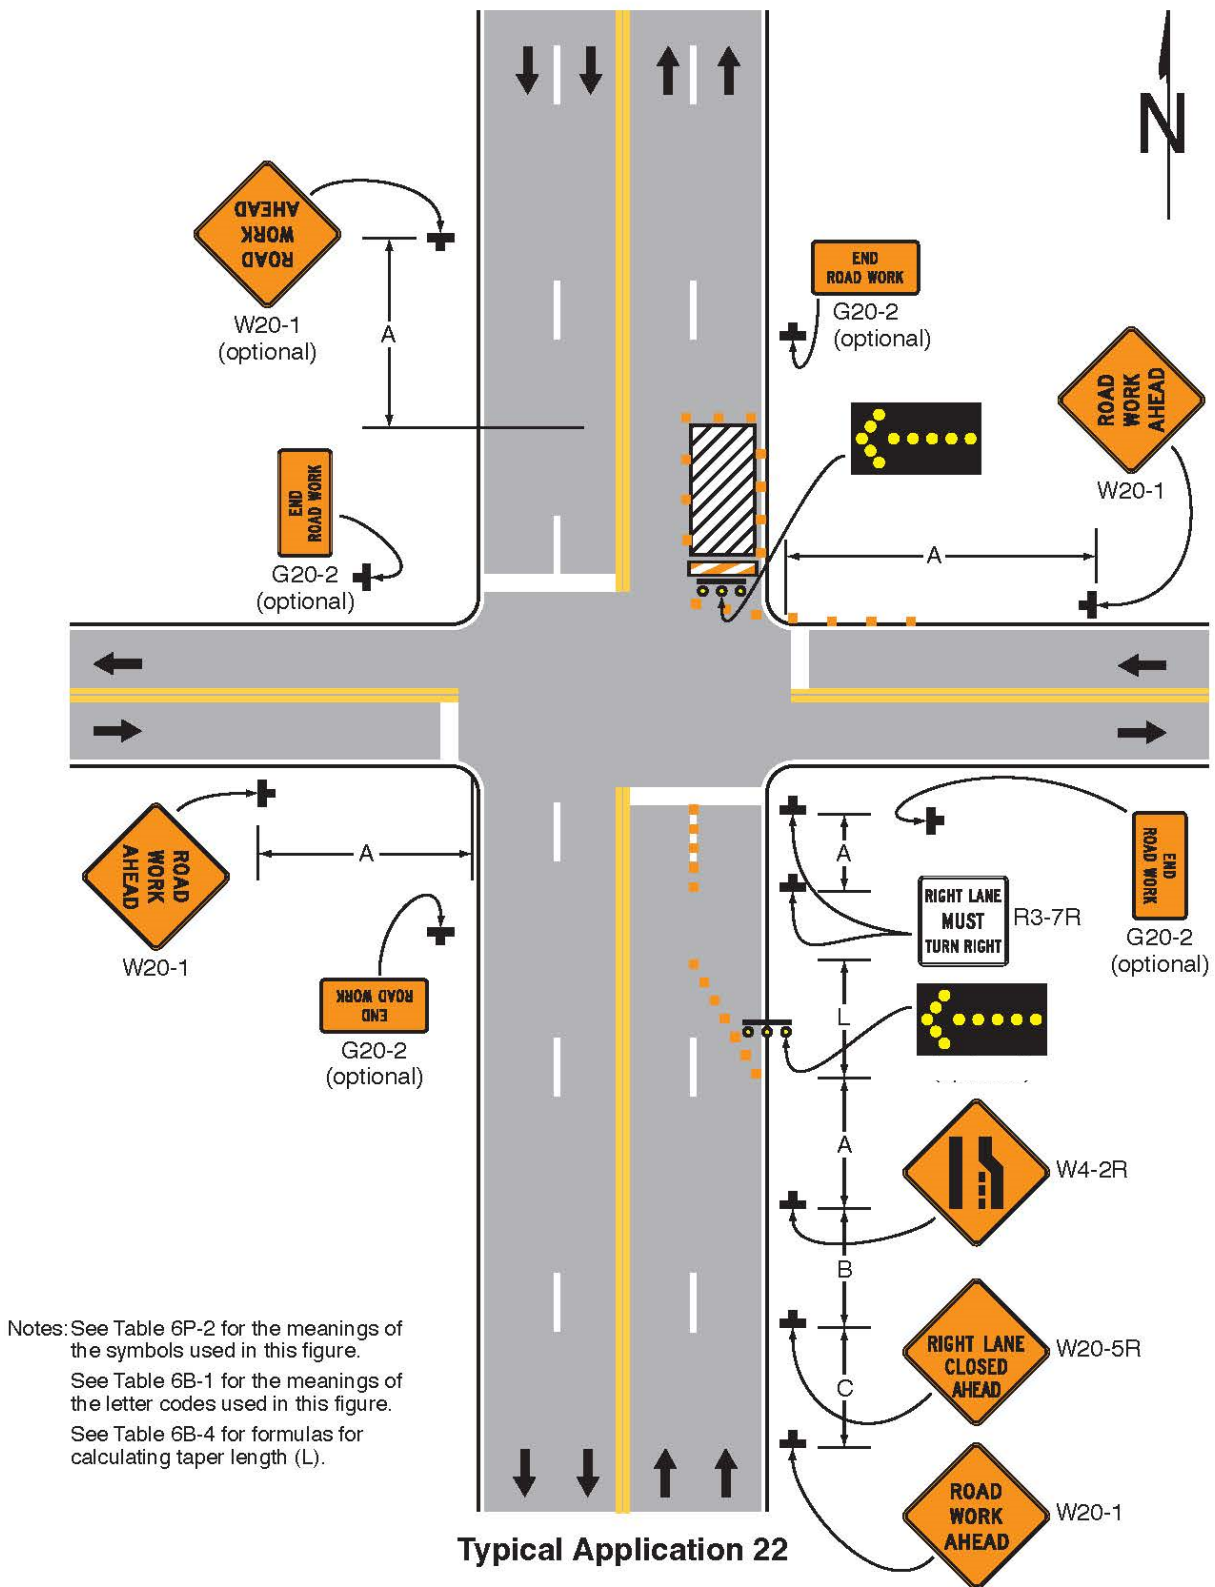 N
ROAD
WORK
AHEAD
W20-1
(optional)
A
END
ROAD WORK
G20-2
(optional)
ROAD
WORK
AHEAD
W20-1
END
ROAD WORK
G20-2
(optional)
A
ROAD
WORK
AHEAD
W20-1
A
END
ROAD WORK
G20-2
(optional)
A
RIGHT LANE
MUST
TURN RIGHT
R3-7R
END
ROAD WORK
G20-2
(optional)
L
A
W4-2R
B
RIGHT LANE
CLOSED
AHEAD
W20-5R
C
ROAD
WORK
AHEAD
W20-1
Notes: See Table 6P-2 for the meanings of
the symbols used in this figure.
See Table 6B-1 for the meanings of
the letter codes used in this figure.
See Table 6B-4 for formulas for
calculating taper length (L).
Typical Application 22